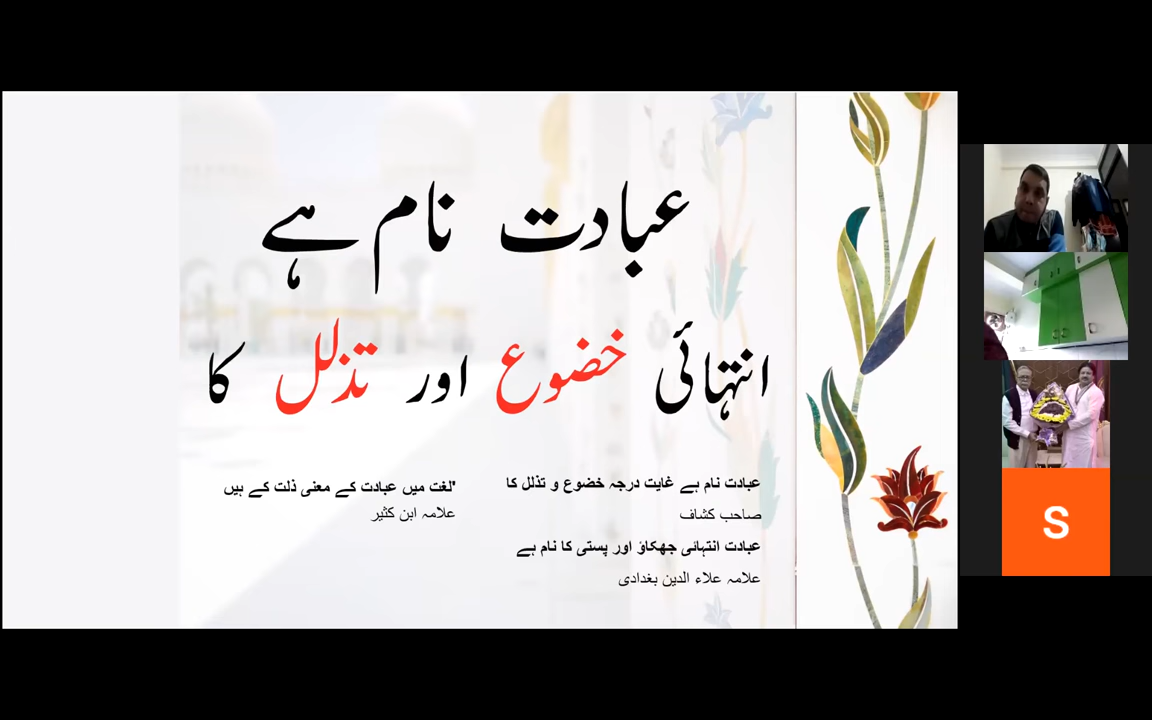 عبادت نام ہے
انتہائی خضوع اور تذلل کا
عبادت نام ہے غایت درجہ خضوع و تذلل کا
صاحب کشاف
عبادت انتہائی جھکاؤ اور پستی کا نام ہے
علامہ علاء الدین بغدادی
'لغت میں عبادت کے معنی ذلت کے ہیں
علامہ ابن کثیر
S